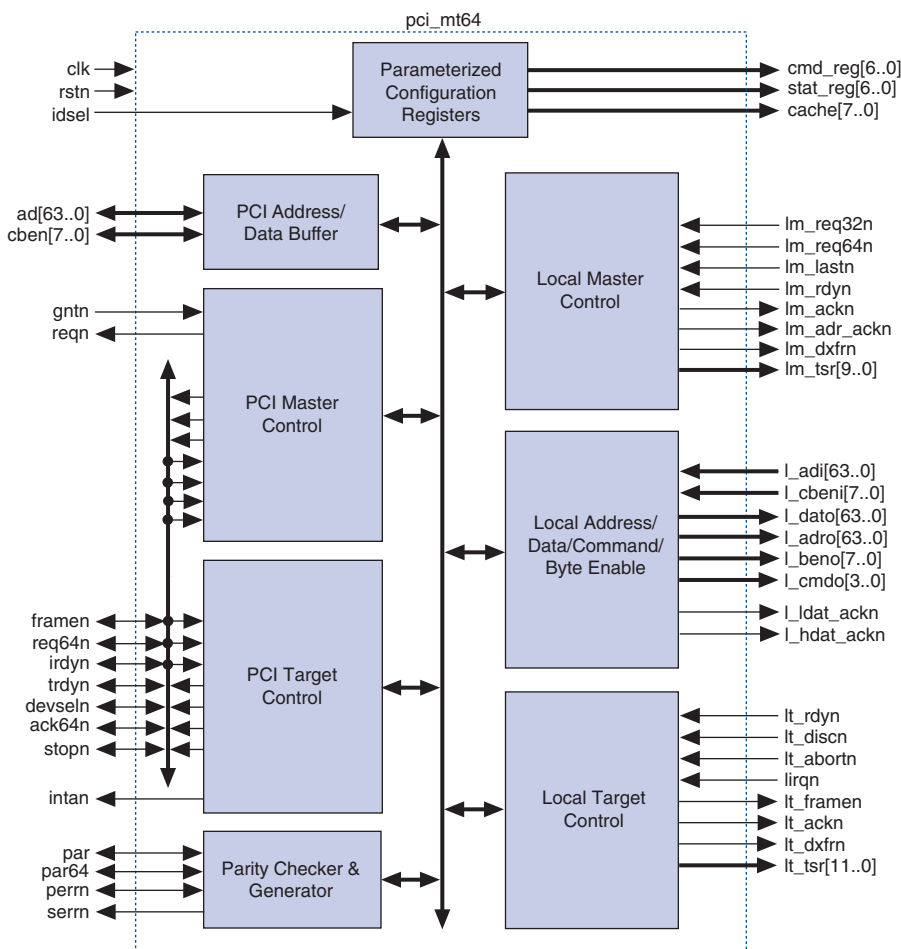 pci_mt64
clk
rstn
idsel
Parameterized
Configuration
Registers
cmd_reg[6..0]
stat_reg[6..0]
cache[7..0]
ad[63..0]
cben[7..0]
PCI Address/
Data Buffer
gntn
reqn
PCI Master
Control
framen
req64n
irdyn
trdyn
devseln
ack64n
stopn
intan
PCI Target
Control
par
par64
perrn
serrn
Parity Checker &
Generator
Local Master
Control
lm_req32n
lm_req64n
lm_lastn
lm_rdyn
lm_ackn
lm_adr_ackn
lm_dxfrn
lm_tsr[9..0]
Local Address/
Data/Command/
Byte Enable
l_adi[63..0]
l_cbeni[7..0]
l_dato[63..0]
l_adro[63..0]
l_beno[7..0]
l_cmdo[3..0]
l_ldat_ackn
l_hdat_ackn
Local Target
Control
lt_rdyn
lt_discn
lt_abortn
lirqn
lt_framen
lt_ackn
lt_dxfrn
lt_tsr[11..0]